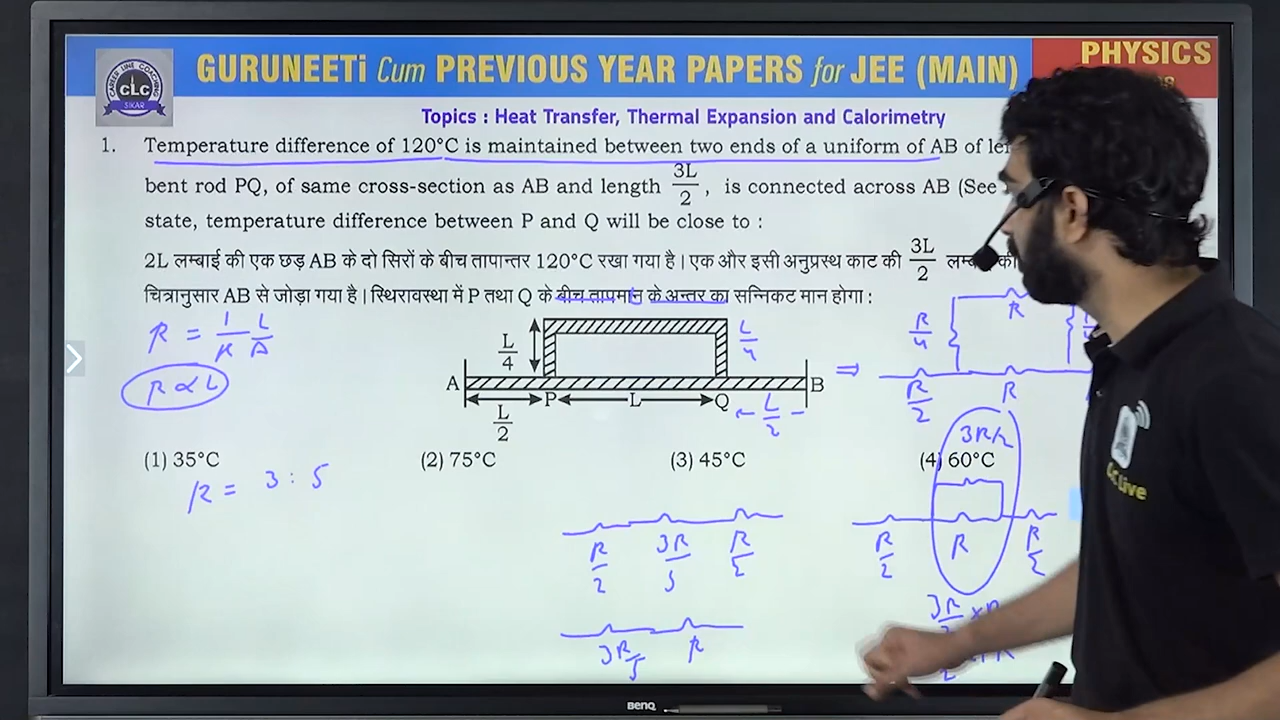 GURUNEETi Cum PREVIOUS YEAR PAPERS for JEE (MAIN)
PHYSICS
CAREER LINE COACHING
CLC
SIKAR
Topics : Heat Transfer, Thermal Expansion and Calorimetry
1. Temperature difference of 120°C is maintained between two ends of a uniform of AB of
bent rod PQ, of same cross-section as AB and length 3L/2, is connected across AB (See
state, temperature difference between P and Q will be close to :
2L लम्बाई की एक छड़ AB के दो सिरों के बीच तापान्तर 120°C रखा गया है। एक और इसी अनुप्रस्थ काट की 3L/2
चित्रानुसार AB से जोड़ा गया है। स्थिरावस्था में P तथा Q के बीच तापमान के अन्तर का सन्निकट मान होगा :
R = 1/K L/A
R ∝ L
L/4
L/4
A
B
P
L
Q
L/2
L/2
⇒
R/4
R
R/2
R
(1) 35°C (2) 75°C (3) 45°C (4) 60°C
R = 3 : 5
3R/2
R/2 3R/5 R/2
R/2 R R/2
3R/5 R
Live
BENQ